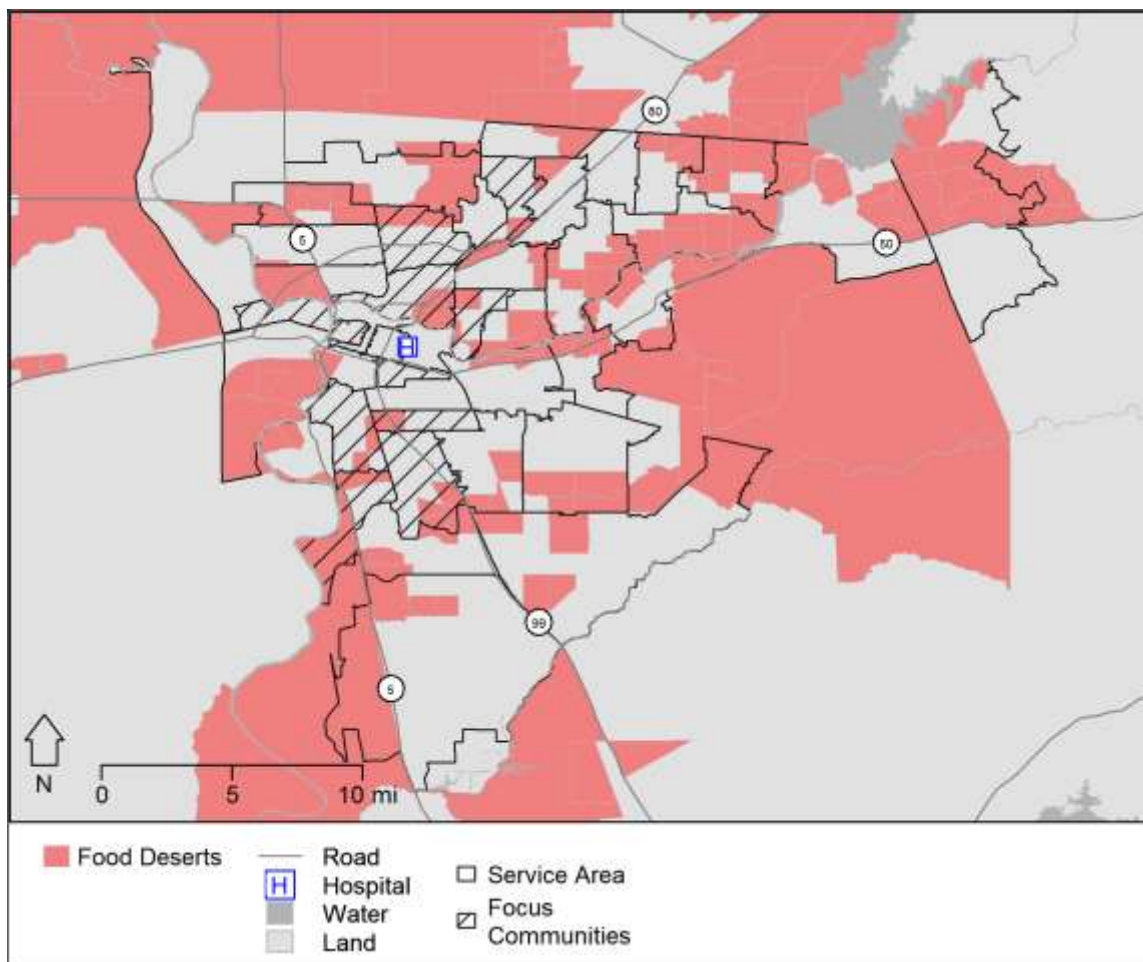 80
5
50
H
99
5
N
0 5 10 mi
Food Deserts
Road
H Hospital
Water
Land
Service Area
Focus
Communities